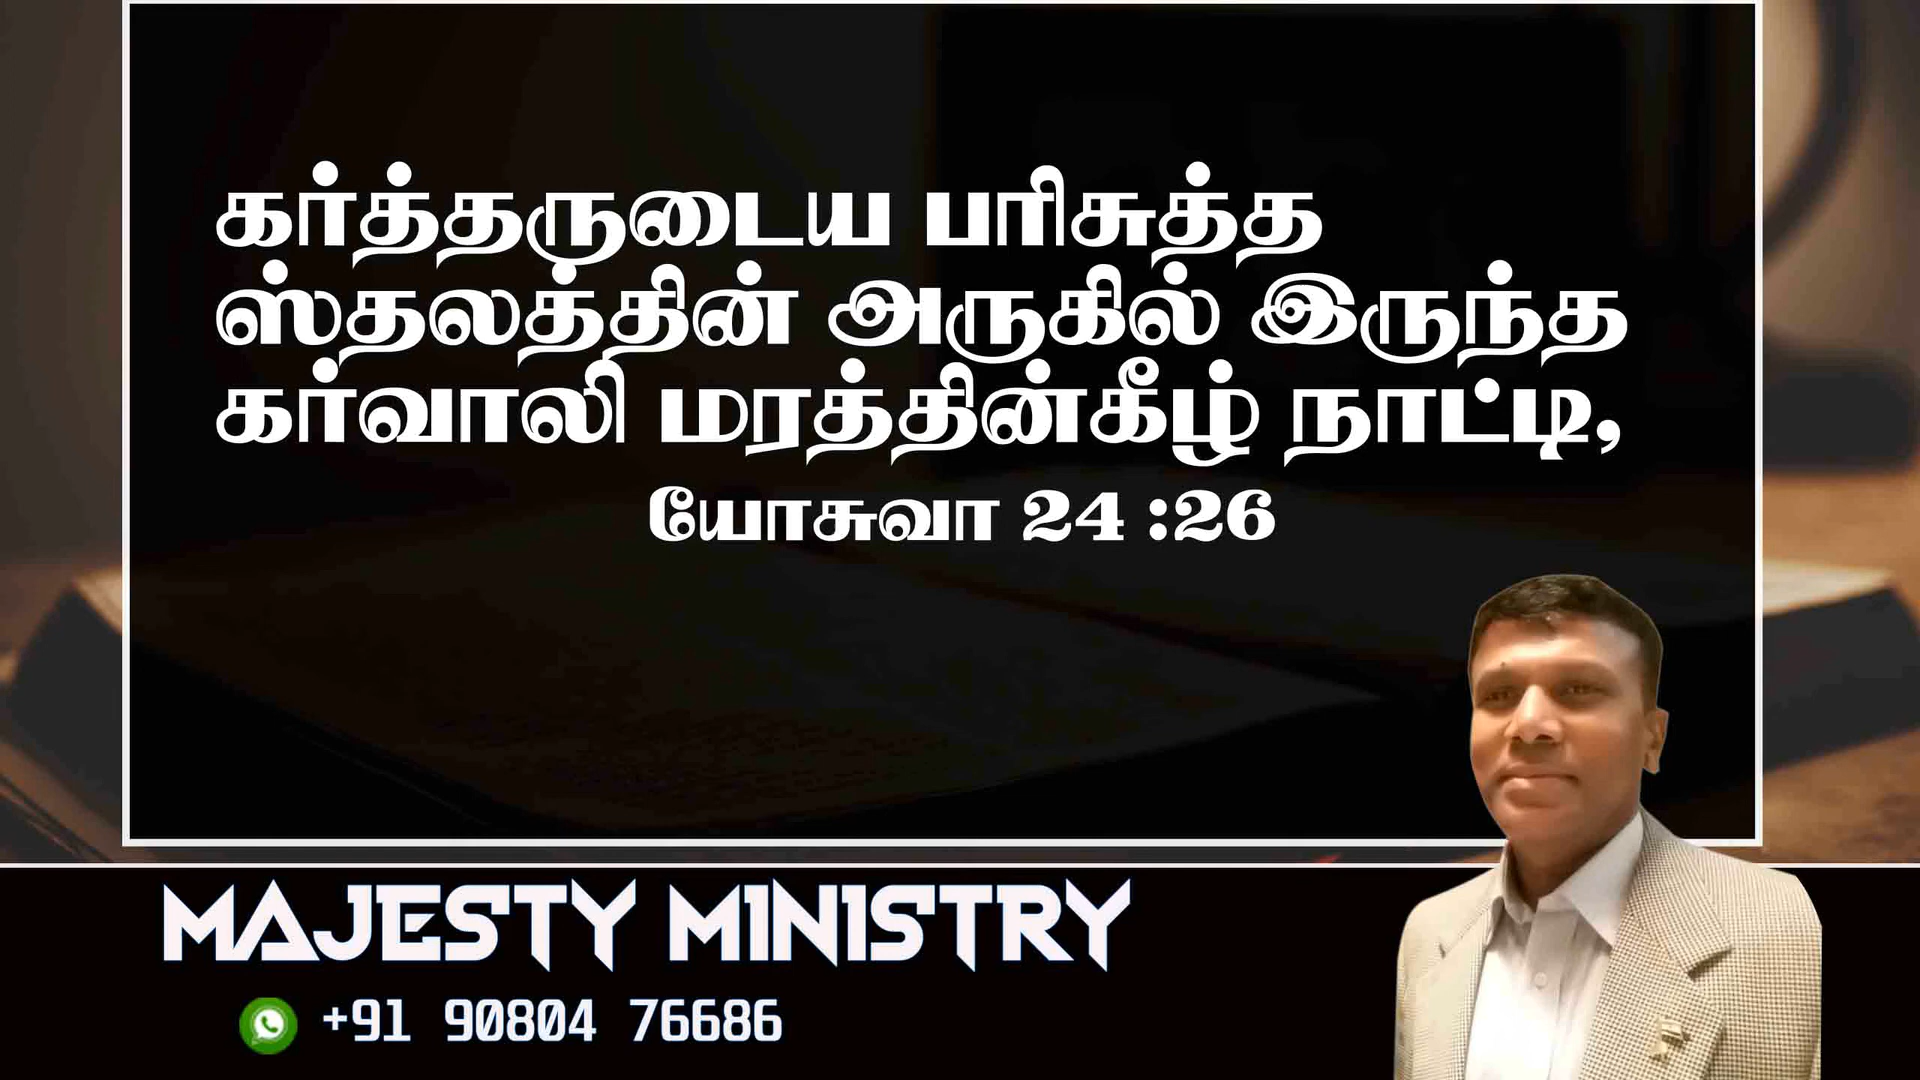 கர்த்தருடைய பரிசுத்த
ஸ்தலத்தின் அருகில் இருந்த
கர்வாலி மரத்தின்கீழ் நாட்டி,
யோசுவா 24 :26
MAJESTY MINISTRY
+91 90804 76686